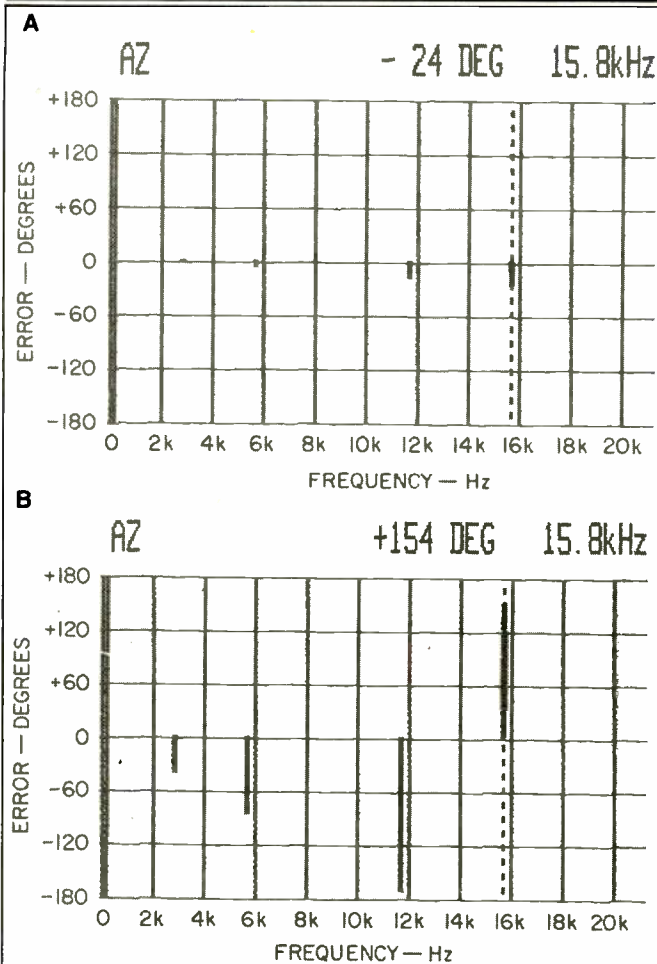 A
AZ - 24 DEG 15.8kHz
+180
+120
+60
0
-60
-120
-180
ERROR — DEGREES
0 2k 4k 6k 8k 10k 12k 14k 16k 18k 20k
FREQUENCY — Hz
B
AZ +154 DEG 15.8kHz
+180
+120
+60
0
-60
-120
-180
ERROR — DEGREES
0 2k 4k 6k 8k 10k 12k 14k 16k 18k 20k
FREQUENCY — Hz